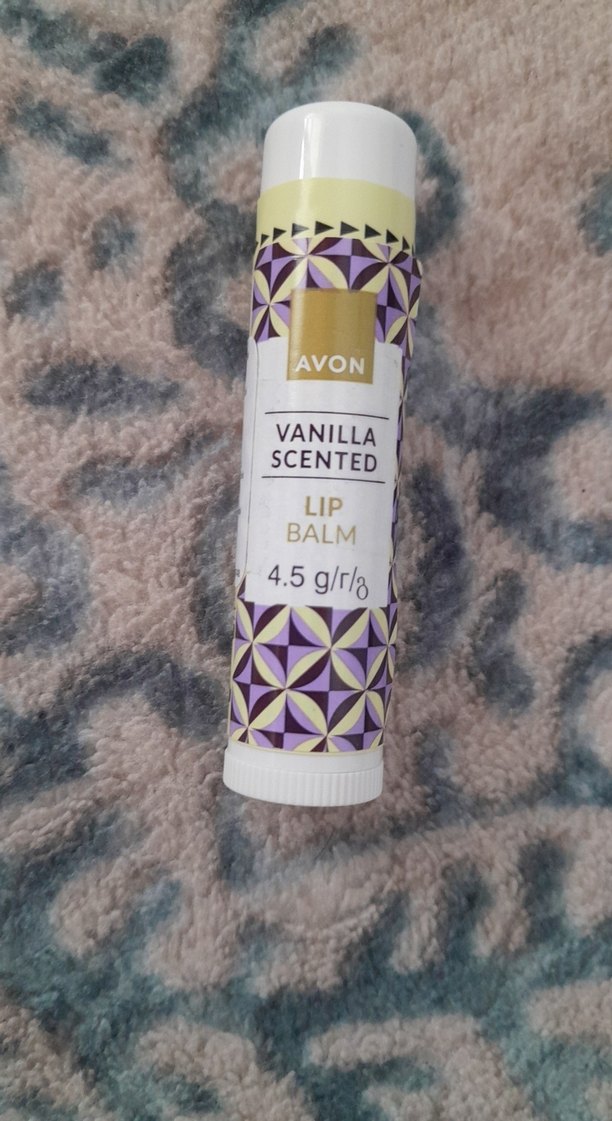 AVON
VANILLA
SCENTED
LIP
BALM
4.5 g/г/გ